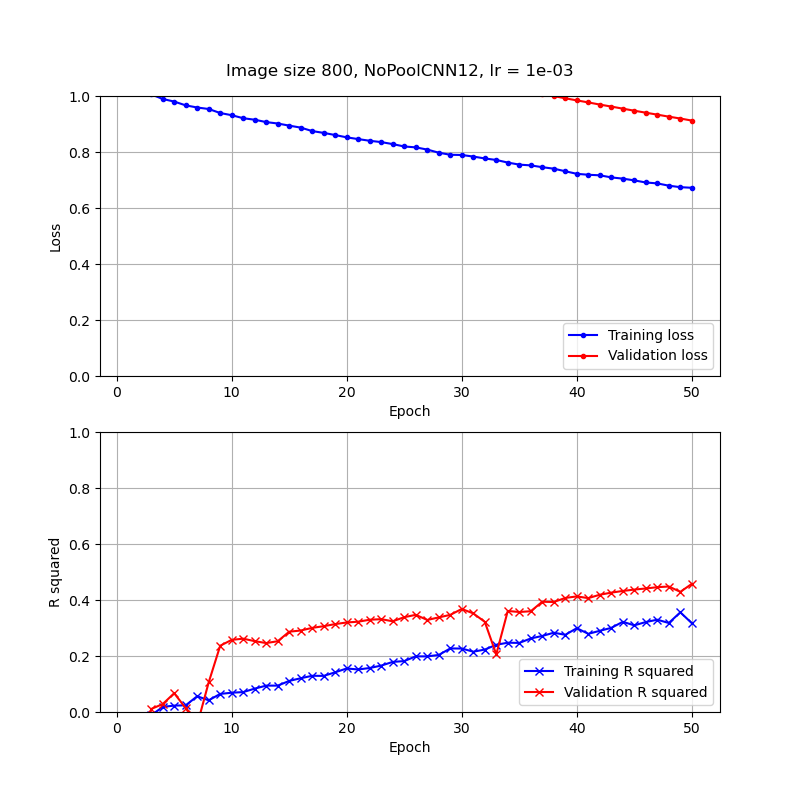 Image size 800, NoPoolCNN12, lr = 1e-03
1.0
0.8
0.6
0.4
0.2
0.0
Loss
Training loss
Validation loss
0 10 20 30 40 50
Epoch
1.0
0.8
0.6
0.4
0.2
0.0
R squared
Training R squared
Validation R squared
0 10 20 30 40 50
Epoch